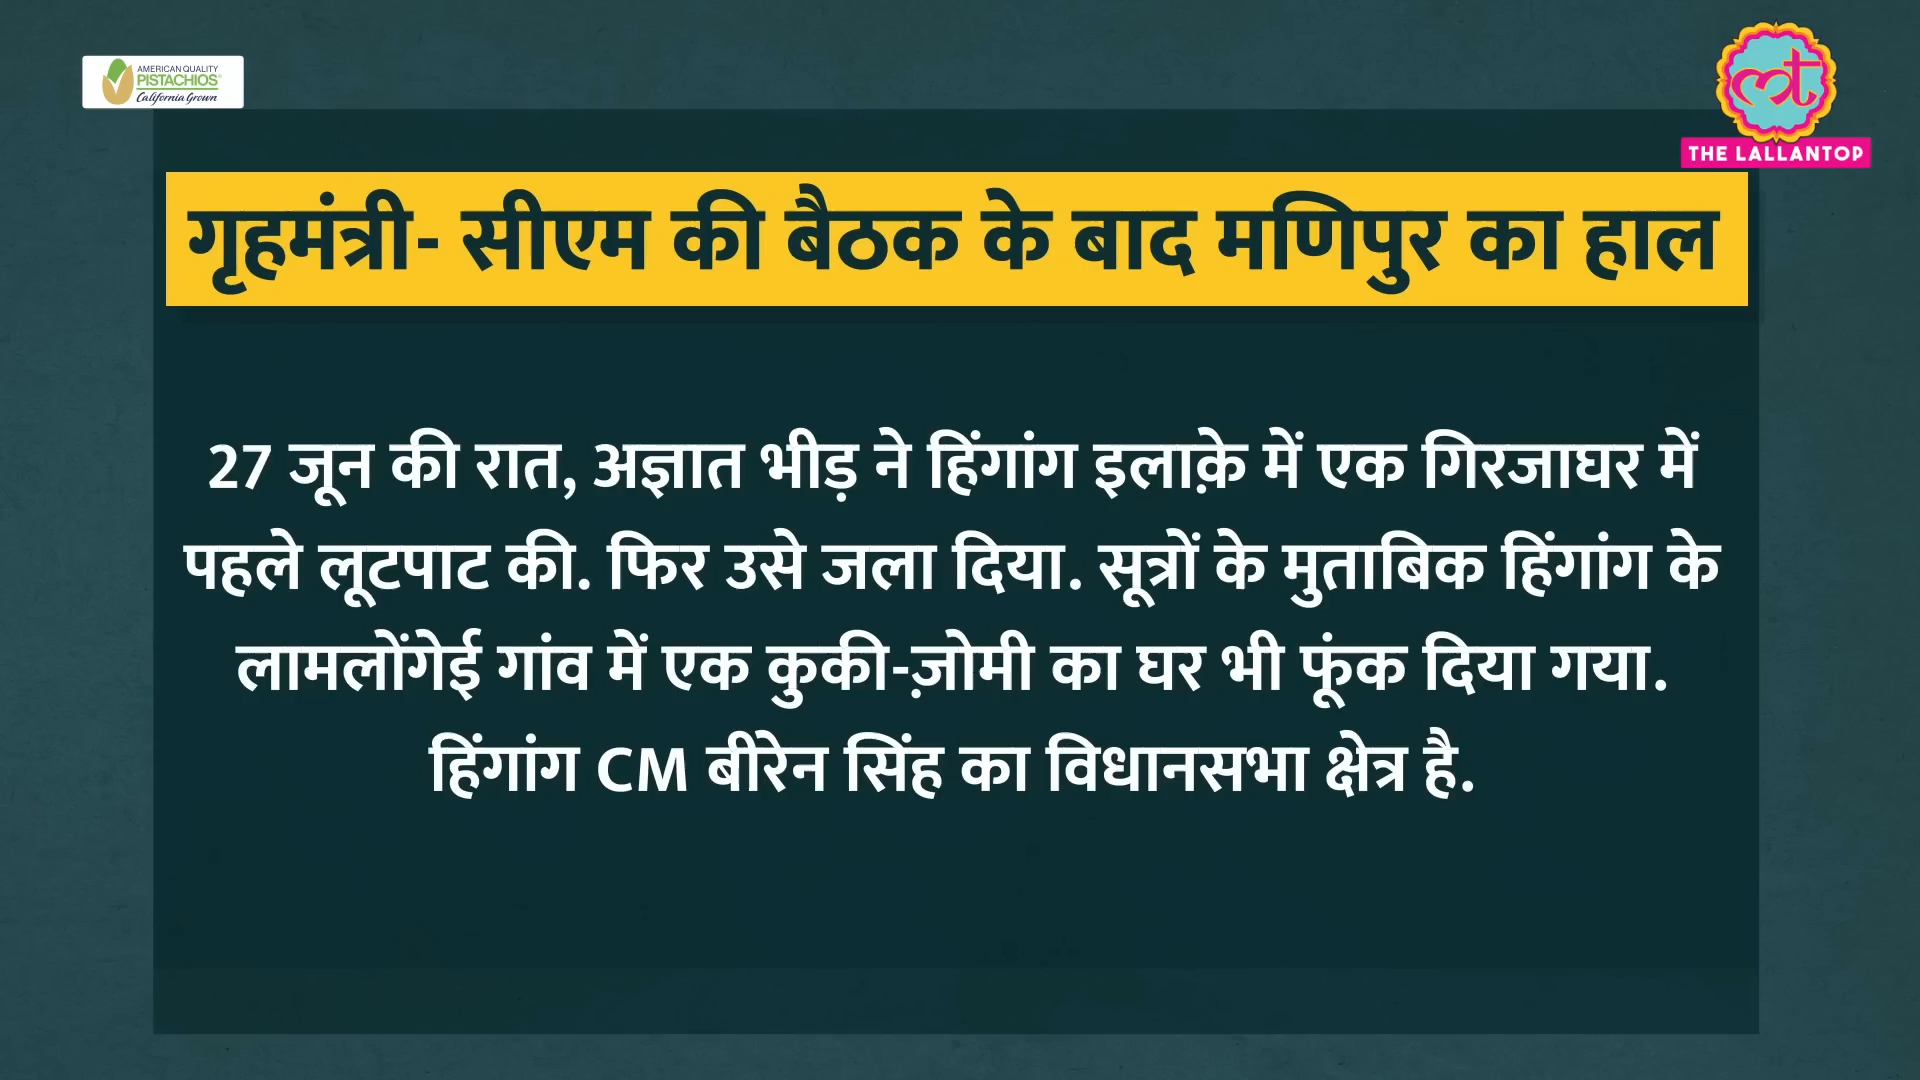 AMERICAN QUALITY
PISTACHIOS
California Grown
THE LALLANTOP
गृहमंत्री- सीएम की बैठक के बाद मणिपुर का हाल
27 जून की रात, अज्ञात भीड़ ने हिंगांग इलाक़े में एक गिरजाघर में
पहले लूटपाट की. फिर उसे जला दिया. सूत्रों के मुताबिक हिंगांग के
लामलोंगेई गांव में एक कुकी-ज़ोमी का घर भी फूंक दिया गया.
हिंगांग CM बीरेन सिंह का विधानसभा क्षेत्र है.